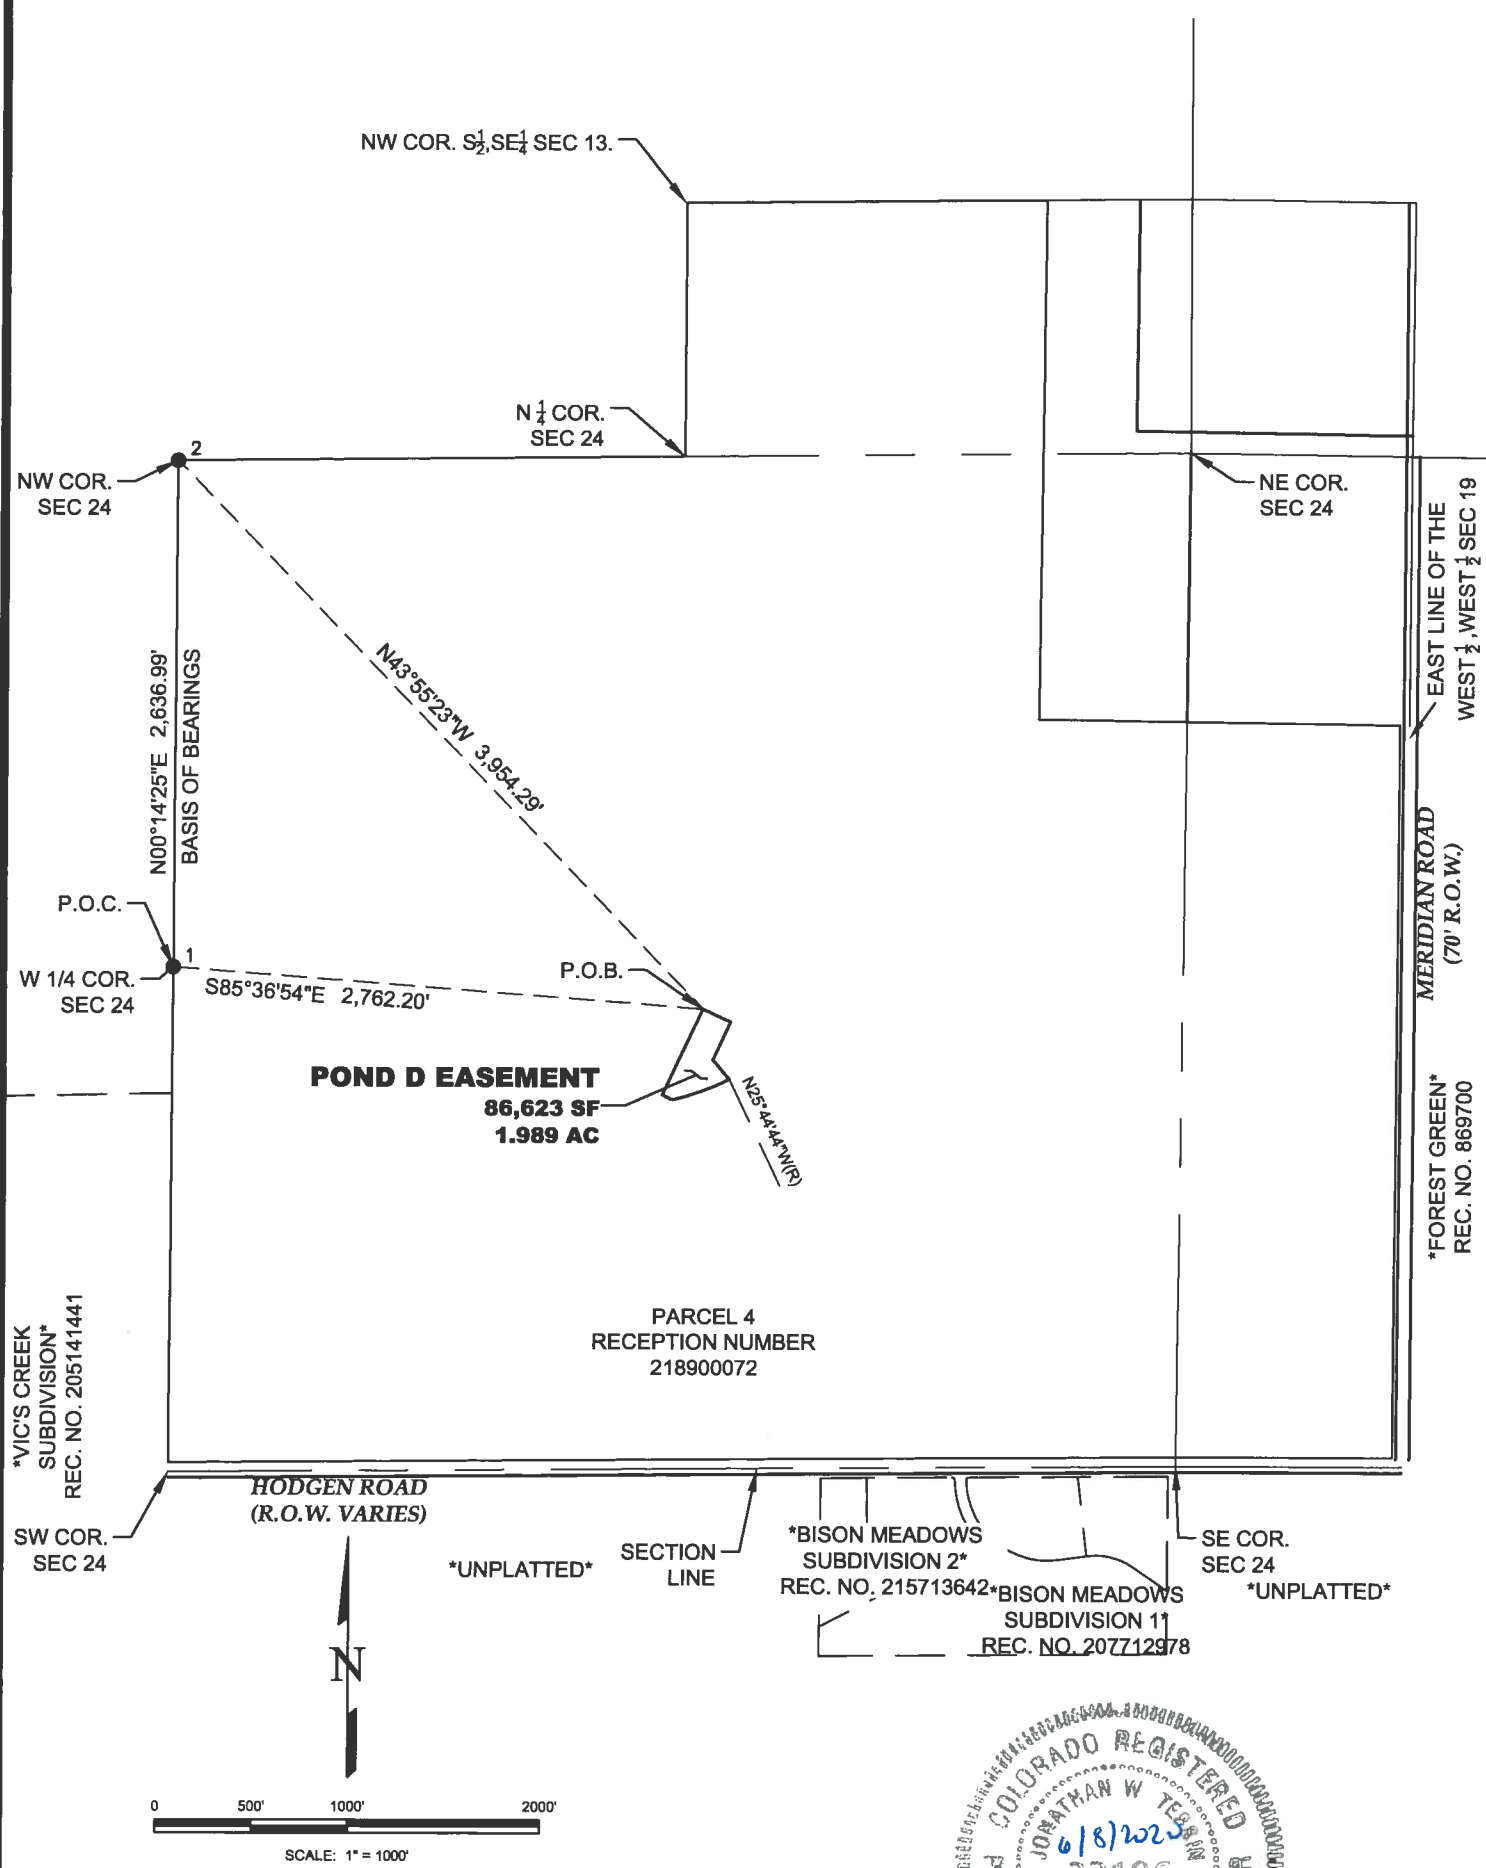 NW COR. S½,SE¼ SEC 13.
N ¼ COR.
SEC 24
2
NW COR.
SEC 24
NE COR.
SEC 24
EAST LINE OF THE
WEST ½,WEST ½ SEC 19
N00°14'25"E 2,636.99'
BASIS OF BEARINGS
N43°55'23"W 3,954.29'
MERIDIAN ROAD
(70' R.O.W.)
P.O.C.
1
W 1/4 COR.
SEC 24
S85°36'54"E 2,762.20'
P.O.B.
POND D EASEMENT
86,623 SF
1.989 AC
N25°44'44"W(R)
*FOREST GREEN*
REC. NO. 869700
PARCEL 4
RECEPTION NUMBER
218900072
*VIC'S CREEK
SUBDIVISION*
REC. NO. 205141441
HODGEN ROAD
(R.O.W. VARIES)
SW COR.
SEC 24
*UNPLATTED*
SECTION
LINE
*BISON MEADOWS
SUBDIVISION 2*
REC. NO. 215713642
*BISON MEADOWS
SUBDIVISION 1*
REC. NO. 207712978
SE COR.
SEC 24
*UNPLATTED*
N
0 500' 1000' 2000'
SCALE: 1" = 1000'
COLORADO REGISTERED
JONATHAN W
6/8/2020